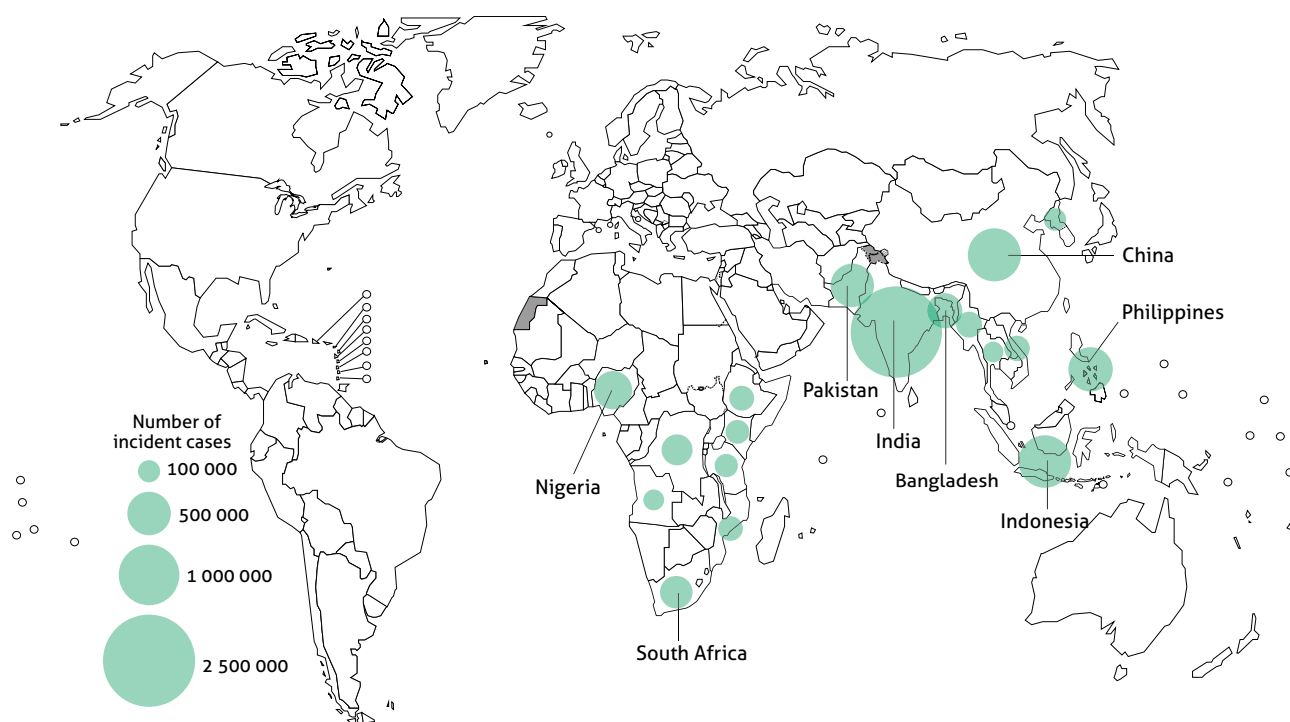 China
Philippines
Pakistan
India
Nigeria
Bangladesh
Indonesia
South Africa
Number of
incident cases
100 000
500 000
1 000 000
2 500 000